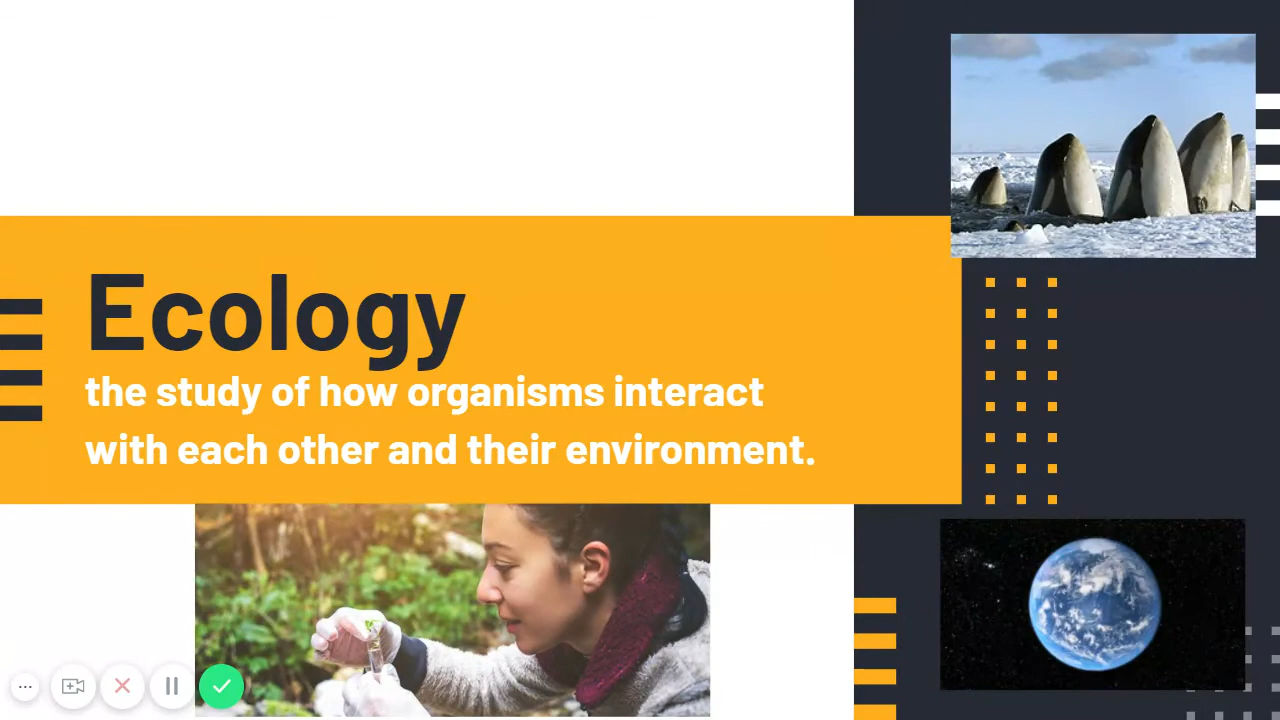 Ecology
the study of how organisms interact
with each other and their environment.